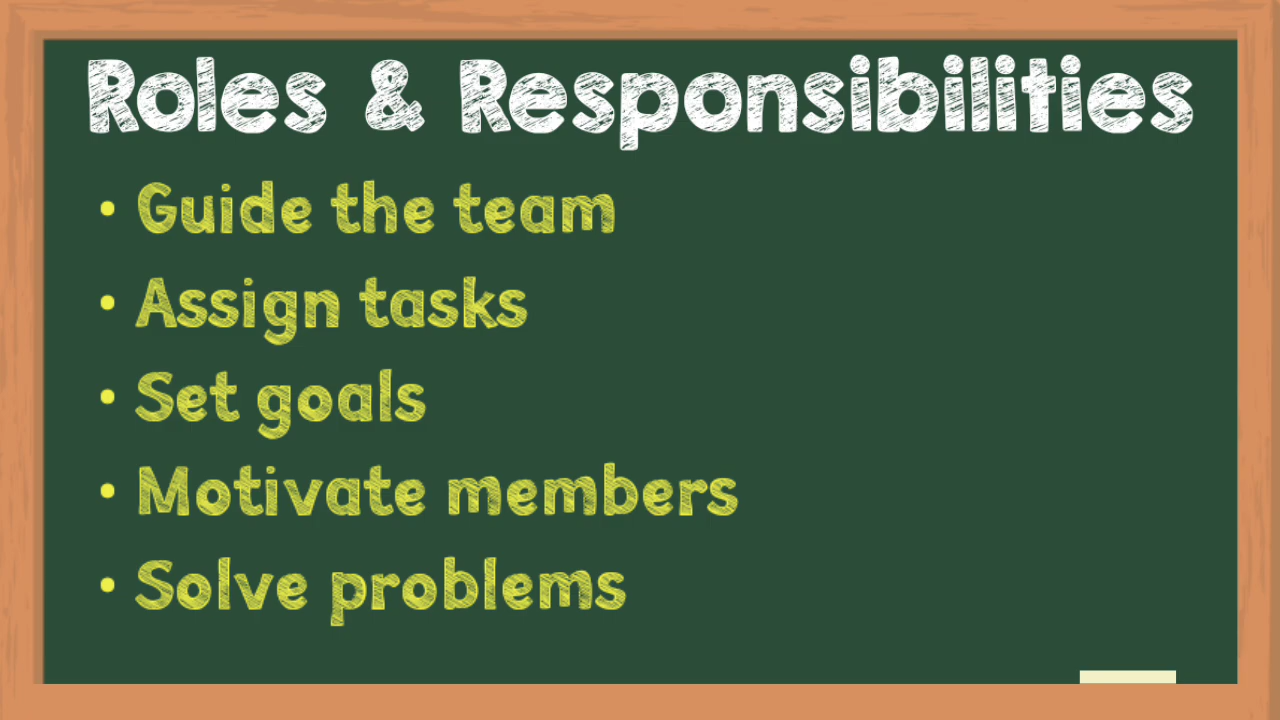 Roles & Responsibilities
• Guide the team
• Assign tasks
• Set goals
• Motivate members
• Solve problems